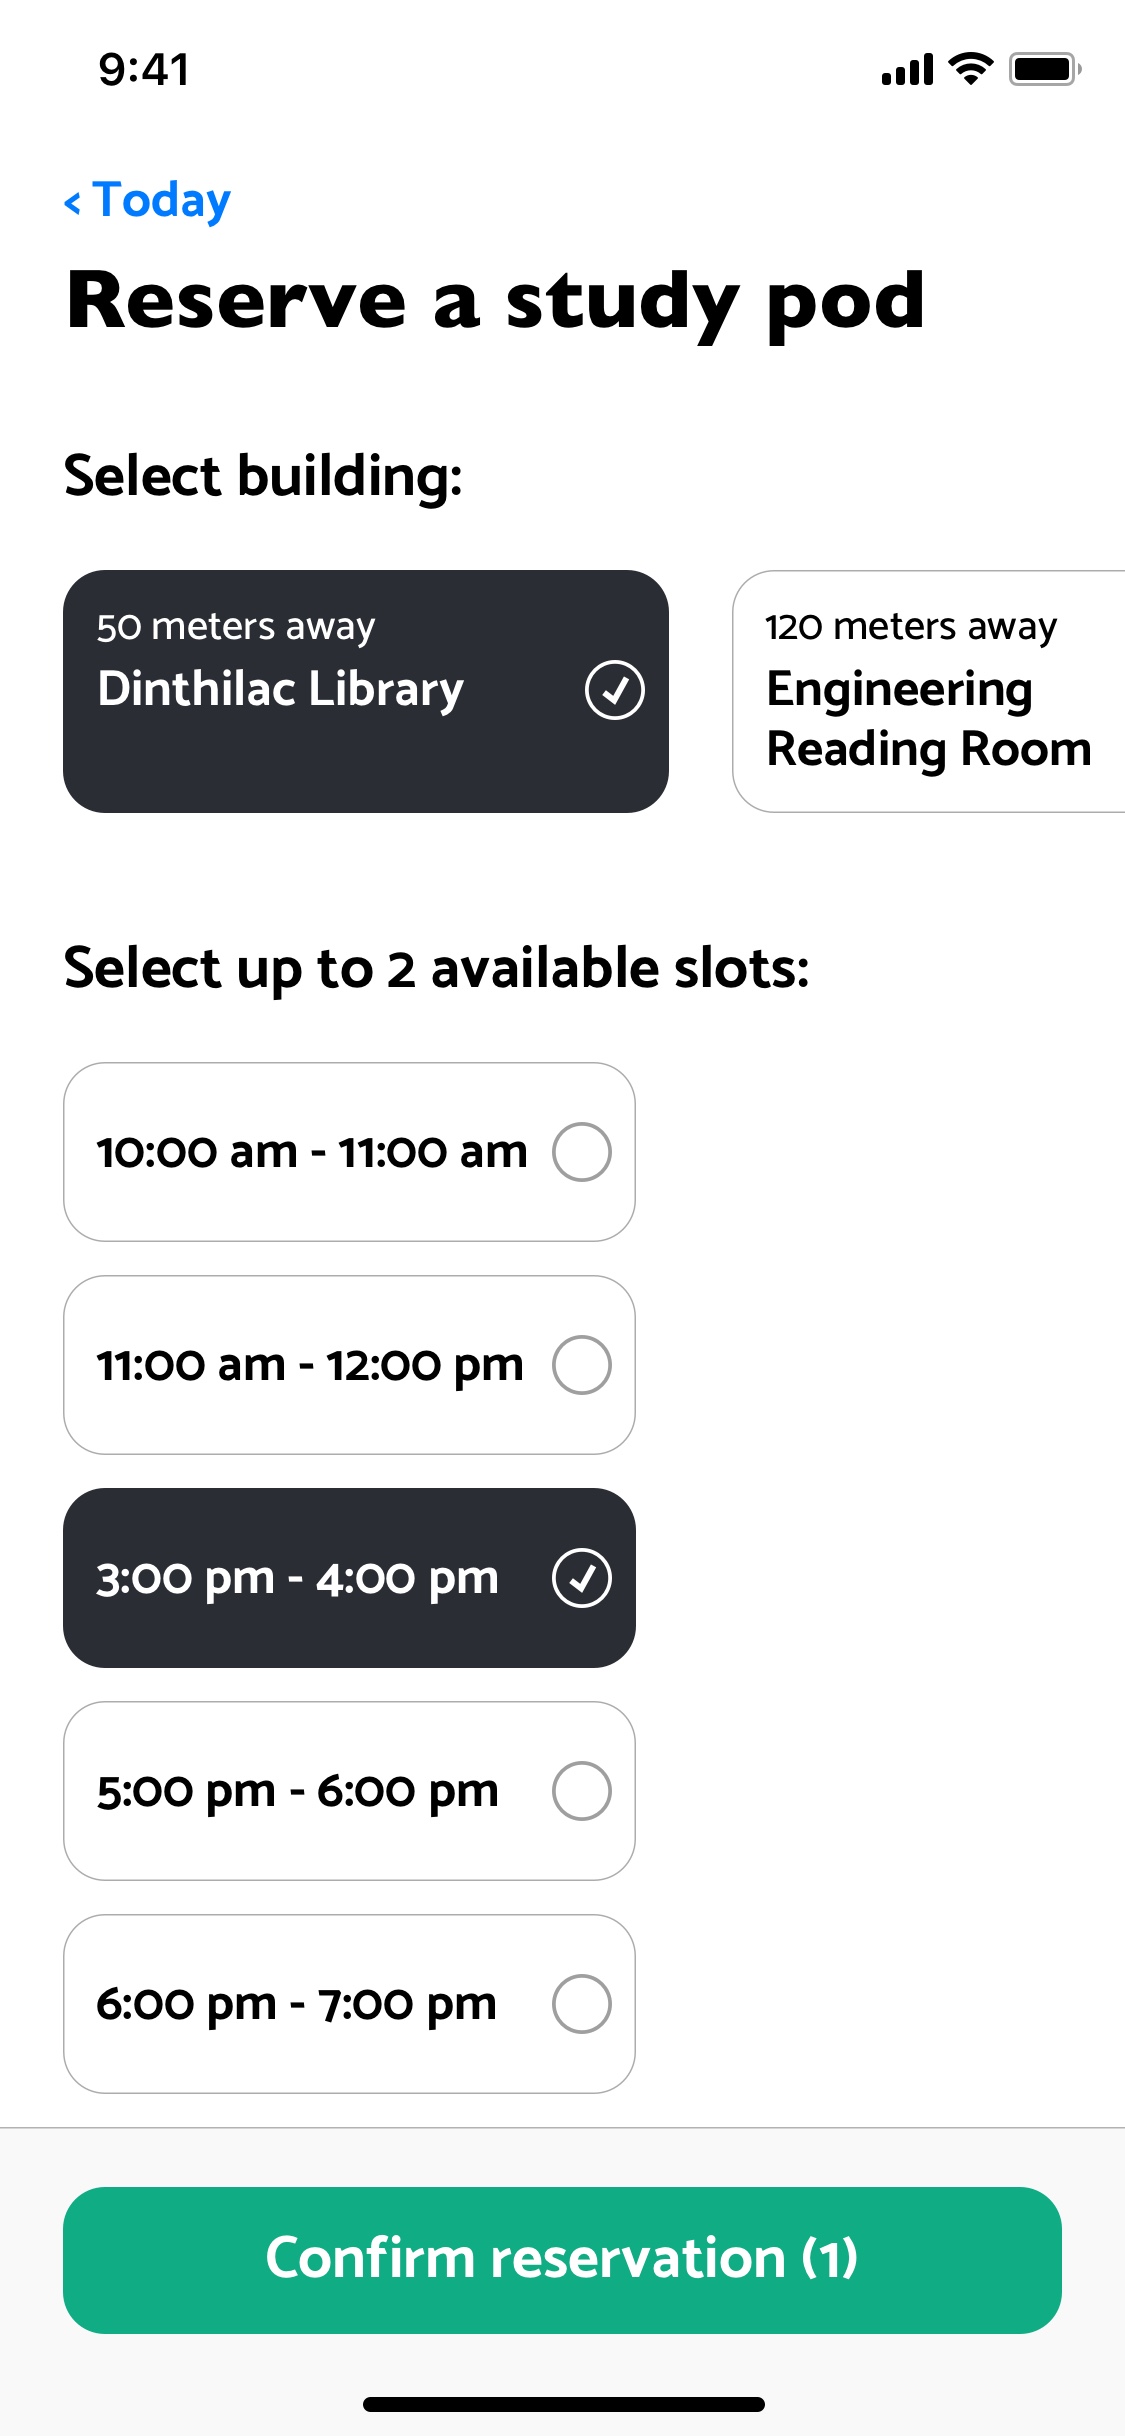 9:41
< Today
Reserve a study pod
Select building:
50 meters away
Dinthilac Library
120 meters away
Engineering
Reading Room
Select up to 2 available slots:
10:00 am - 11:00 am
11:00 am - 12:00 pm
3:00 pm - 4:00 pm
5:00 pm - 6:00 pm
6:00 pm - 7:00 pm
Confirm reservation (1)